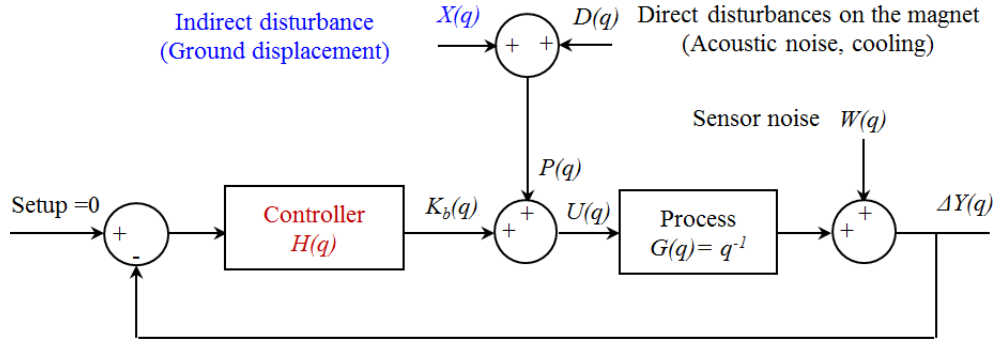 Indirect disturbance
(Ground displacement)
X(q)
+ +
D(q)
Direct disturbances on the magnet
(Acoustic noise, cooling)
Sensor noise W(q)
P(q)
Setup =0
+
-
Controller
H(q)
K_b(q)
+
+
U(q)
Process
G(q)= q^-1
+
+
ΔY(q)